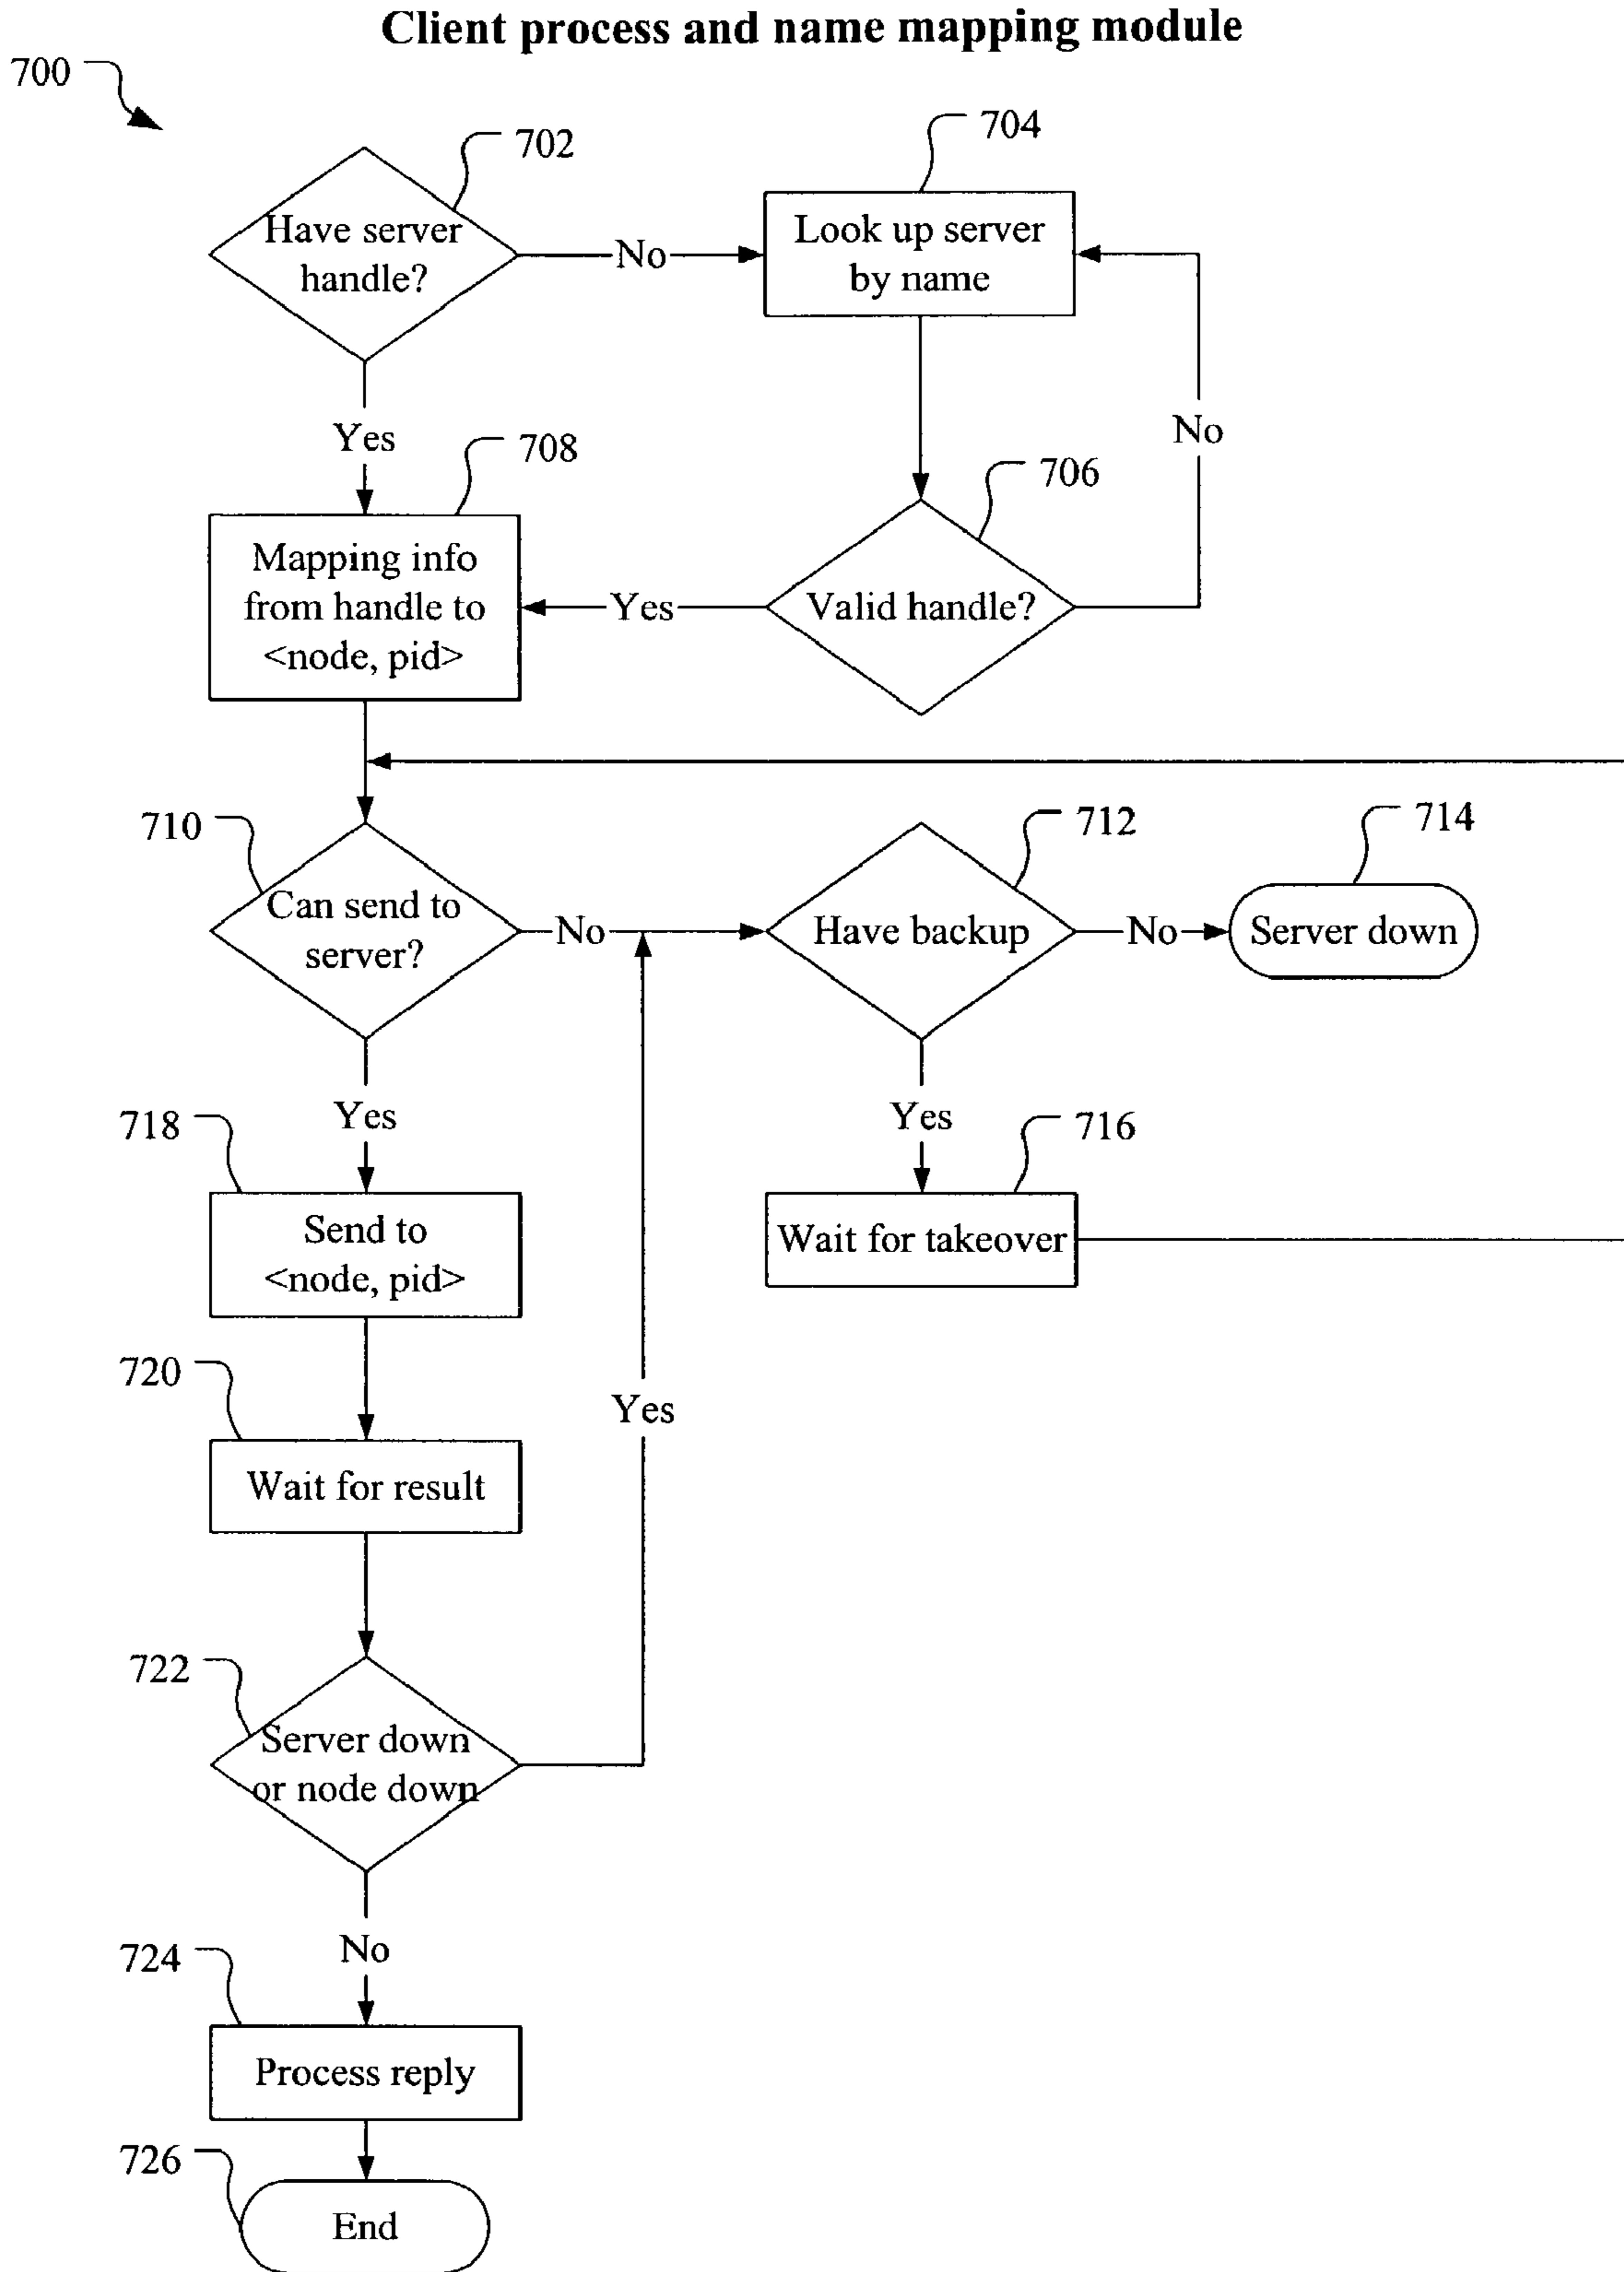 Client process and name mapping module
700
702
704
Have server
handle?
No
Look up server
by name
Yes
No
708
706
Mapping info
from handle to
<node, pid>
Yes
Valid handle?
710
712
714
Can send to
server?
No
Have backup
No
Server down
718
Yes
Yes
716
Send to
<node, pid>
Wait for takeover
720
Yes
Wait for result
722
Server down
or node down
No
724
Process reply
726
End